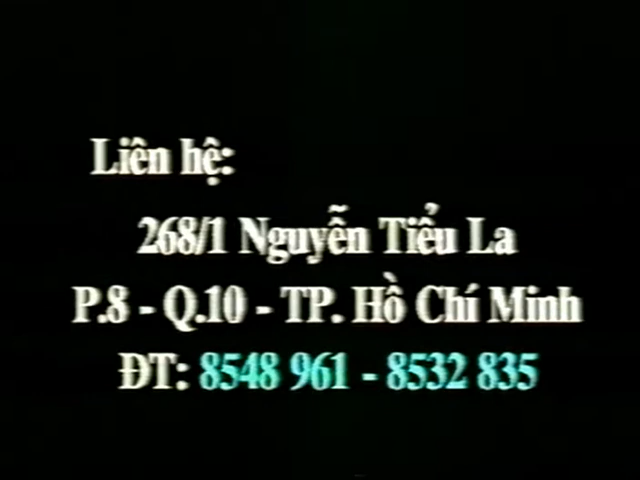 Liên hệ:
268/1 Nguyễn Tiểu La
P.8 - Q.10 - TP. Hồ Chí Minh
ĐT: 8548 961 - 8532 835